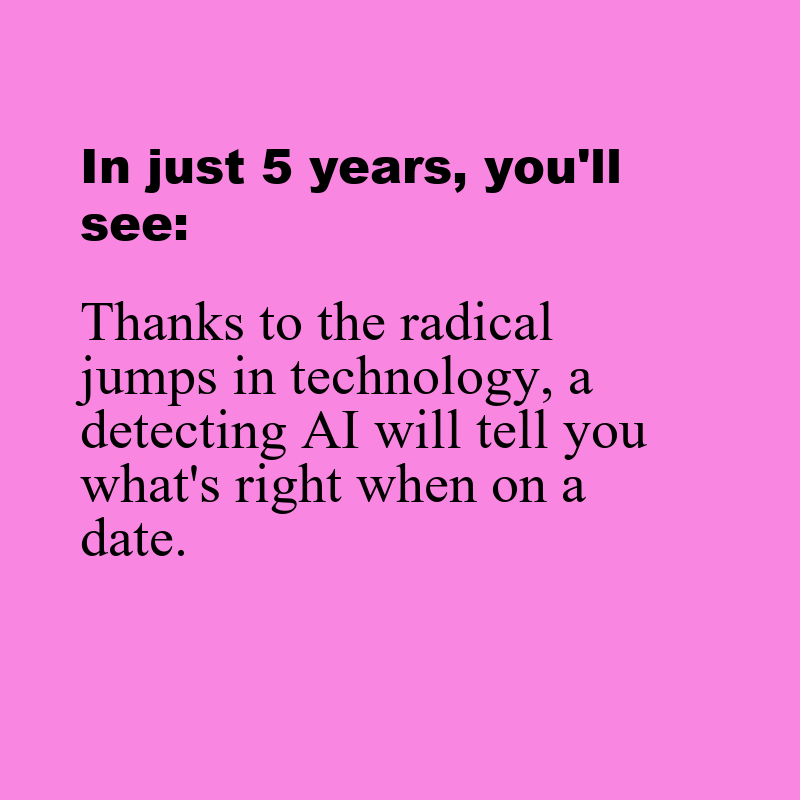 In just 5 years, you'll
see:
Thanks to the radical
jumps in technology, a
detecting AI will tell you
what's right when on a
date.